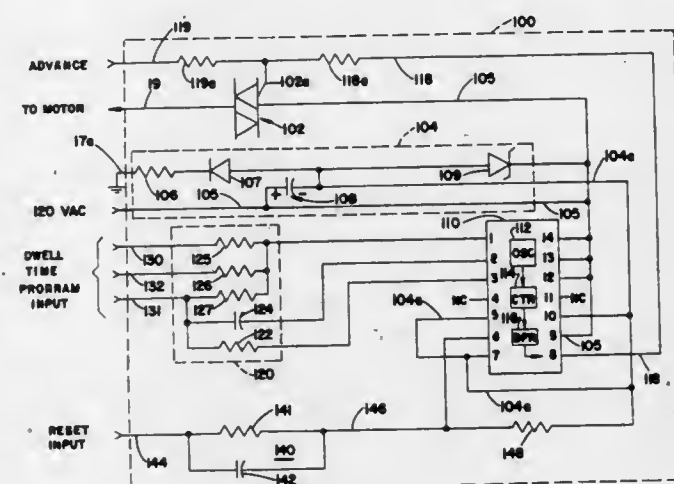 100
119
ADVANCE
119a
102a
118a
118
105
19
TO MOTOR
102
104
104a
17a
106
107
109
105
108
+ -
120 VAC
110
105
DWELL
TIME
PROGRAM
INPUT
130
125
132
126
131
127
124
122
120
1 112 14
2 OSC 13
3 114 12
NC 4 CTR 11 NC
104a
5 116 10
6 DPR 9 105
7 8 118
104a
RESET
INPUT
144
141
140
142
146
148